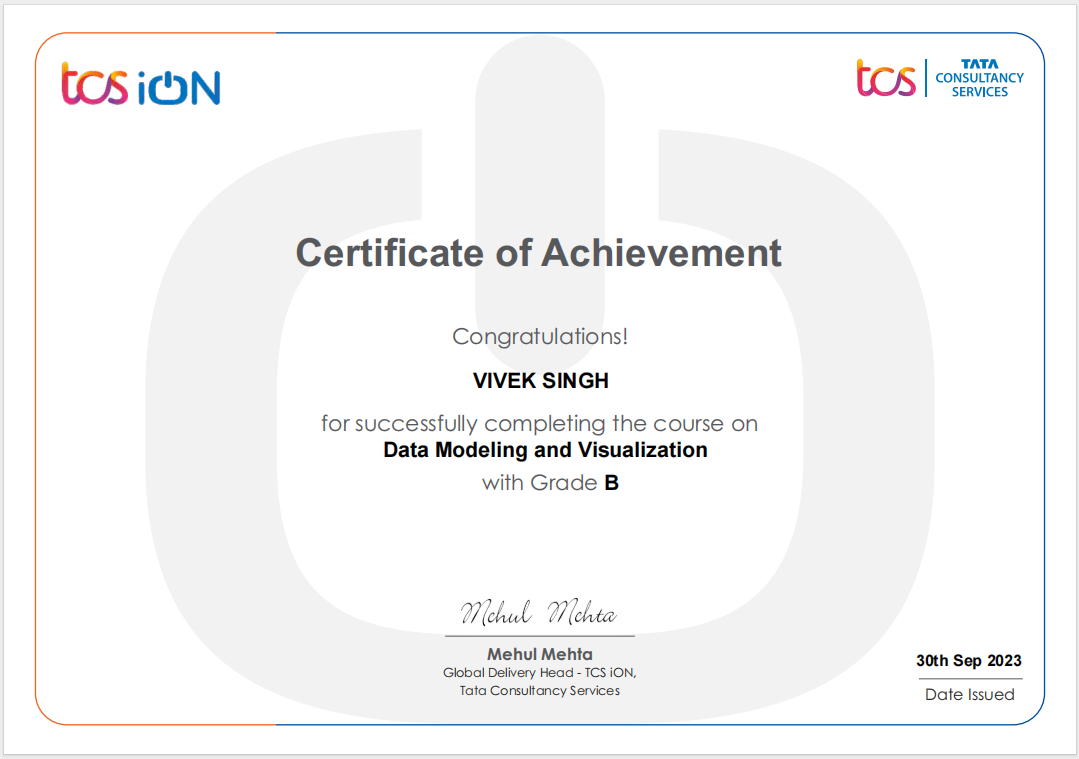 tcs iON
tcs | TATA
CONSULTANCY
SERVICES
Certificate of Achievement
Congratulations!
VIVEK SINGH
for successfully completing the course on
Data Modeling and Visualization
with Grade B
Mehul Mehta
Mehul Mehta
Global Delivery Head - TCS iON,
Tata Consultancy Services
30th Sep 2023
Date Issued